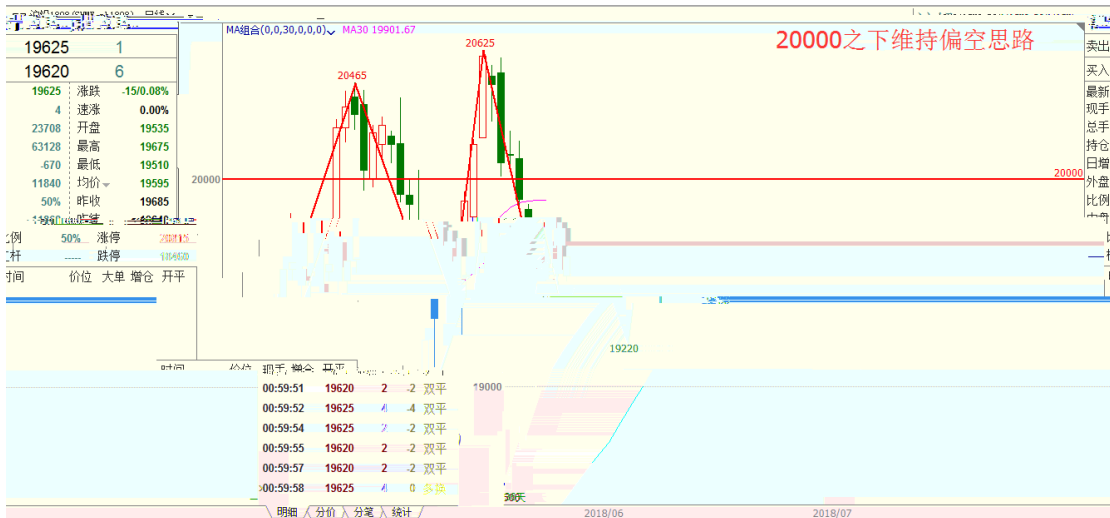 MA组合(0,0,30,0,0,0) MA30 19901.67
20000之下维持偏空思路
19625 1
19620 6
19625 涨跌 -15/0.08%
4 速涨 0.00%
23708 开盘 19535
63128 最高 19675
-670 最低 19510
11840 均价 19595
50% 昨收 19685
50% 涨停
----- 跌停
时间 价位 大单 增仓 开平
20465
20625
20000
20000
卖出
买入
最新
现手
总手
持仓
日增
外盘
比例
19220
19000
00:59:51 19620 2 -2 双平
00:59:52 19625 4 -4 双平
00:59:54 19625 2 -2 双平
00:59:55 19620 2 -2 双平
00:59:57 19620 2 -2 双平
00:59:58 19625 4 0
明细 分价 分笔 统计
2018/06
2018/07